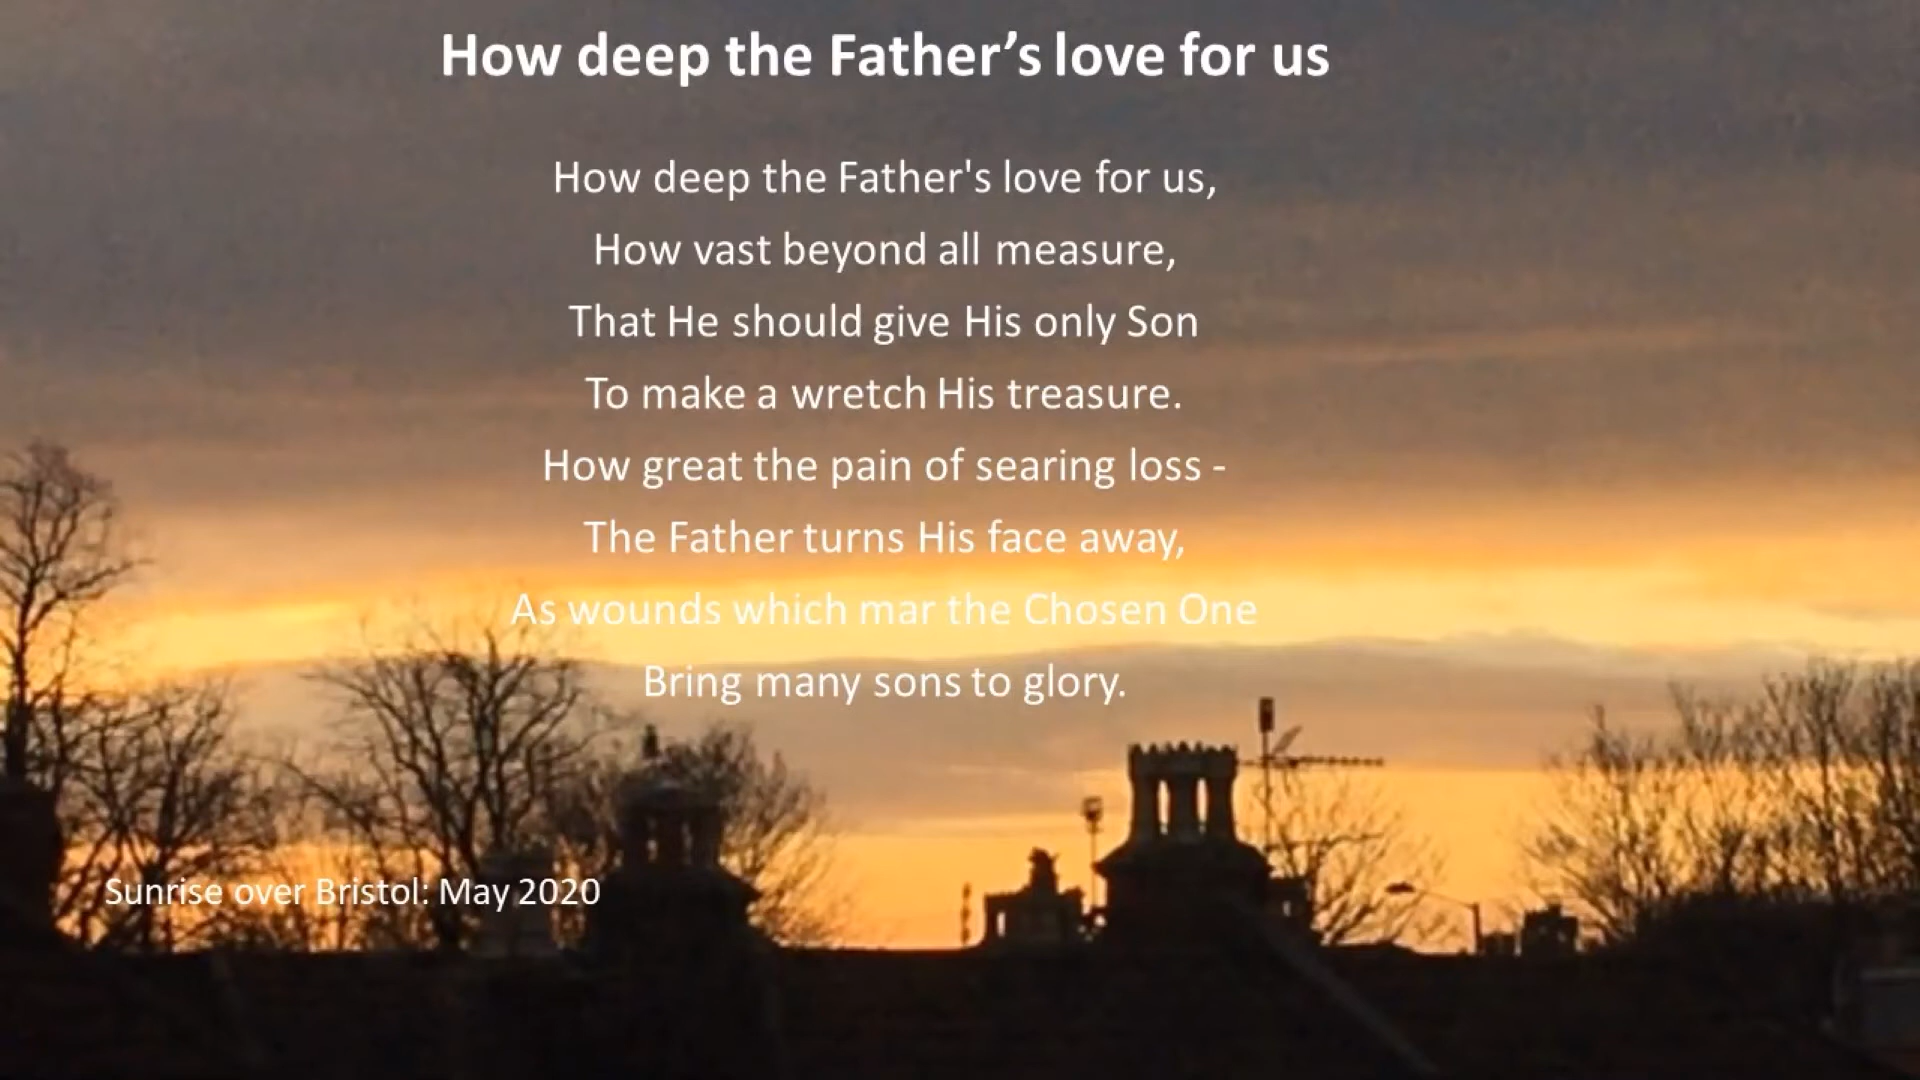 How deep the Father’s love for us
How deep the Father's love for us,
How vast beyond all measure,
That He should give His only Son
To make a wretch His treasure.
How great the pain of searing loss -
The Father turns His face away,
As wounds which mar the Chosen One
Bring many sons to glory.
Sunrise over Bristol: May 2020